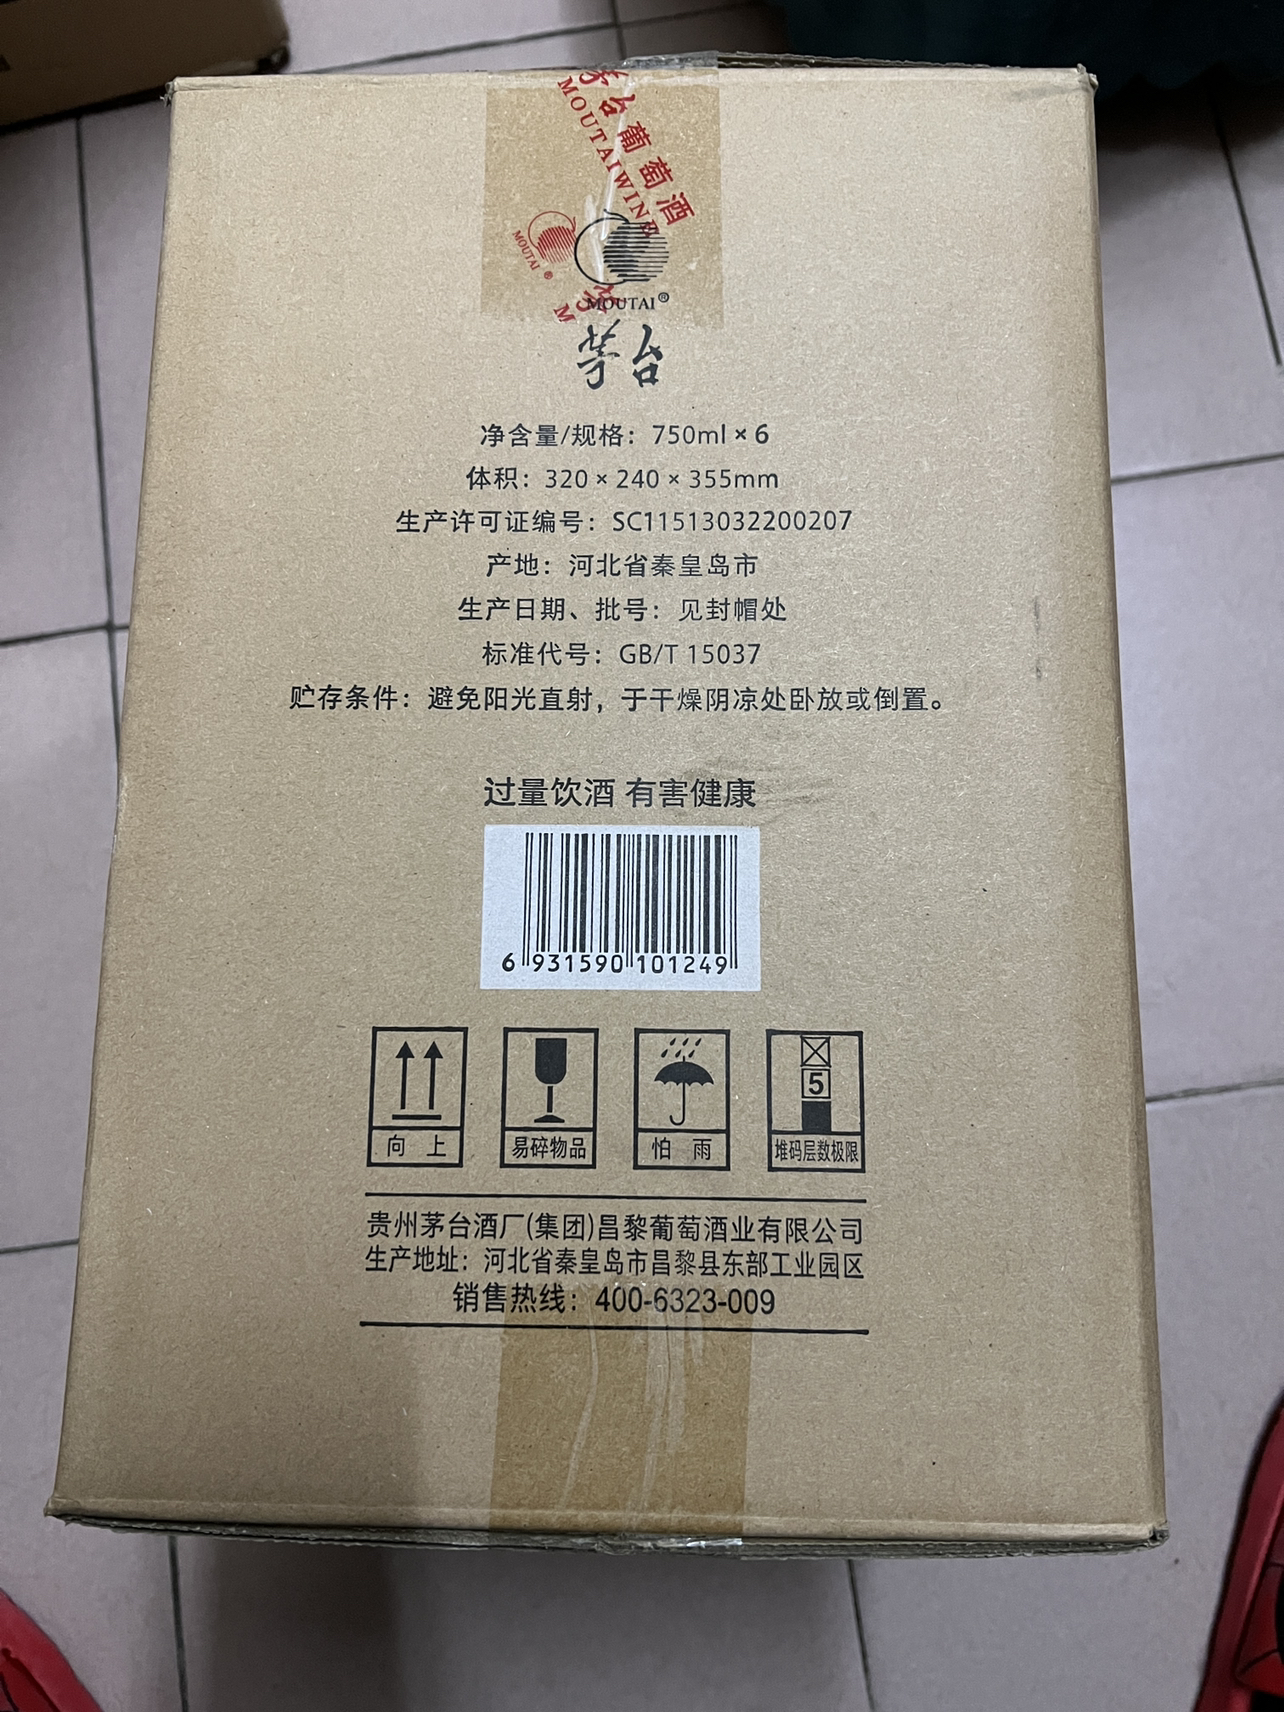 茅台葡萄酒
MOUTAIWINE
MOUTAI®
M
MOUTAI®
茅台
净含量/规格：750ml × 6
体积：320 × 240 × 355mm
生产许可证编号：SC11513032200207
产地：河北省秦皇岛市
生产日期、批号：见封帽处
标准代号：GB/T 15037
贮存条件：避免阳光直射，于干燥阴凉处卧放或倒置。
过量饮酒 有害健康
6 931590 101249
向上 易碎物品 怕雨 5 堆码层数极限
贵州茅台酒厂(集团)昌黎葡萄酒业有限公司
生产地址：河北省秦皇岛市昌黎县东部工业园区
销售热线：400-6323-009